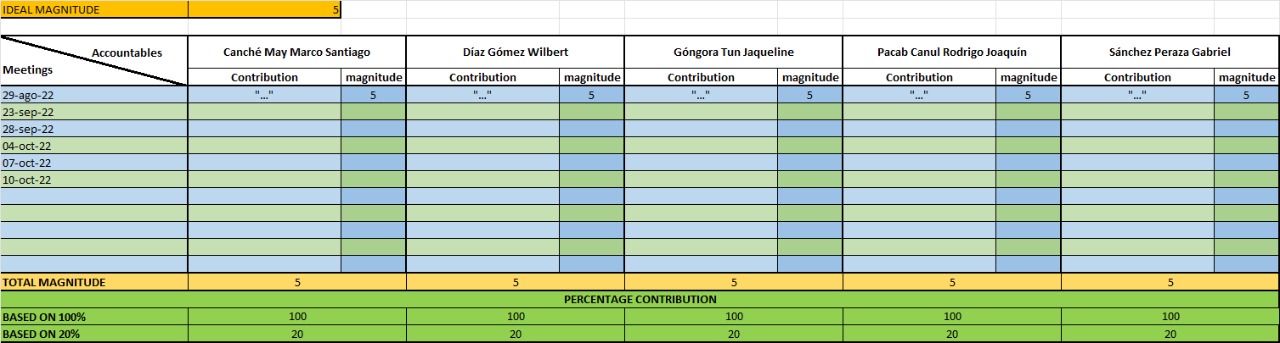 IDEAL MAGNITUDE 5
Accountables Canché May Marco Santiago Díaz Gómez Wilbert Góngora Tun Jaqueline Pacab Canul Rodrigo Joaquín Sánchez Peraza Gabriel
Meetings Contribution magnitude Contribution magnitude Contribution magnitude Contribution magnitude Contribution magnitude
29-ago-22 "..." 5 "..." 5 "..." 5 "..." 5 "..." 5
23-sep-22
28-sep-22
04-oct-22
07-oct-22
10-oct-22
TOTAL MAGNITUDE 5 5 5 5 5
PERCENTAGE CONTRIBUTION
BASED ON 100% 100 100 100 100 100
BASED ON 20% 20 20 20 20 20